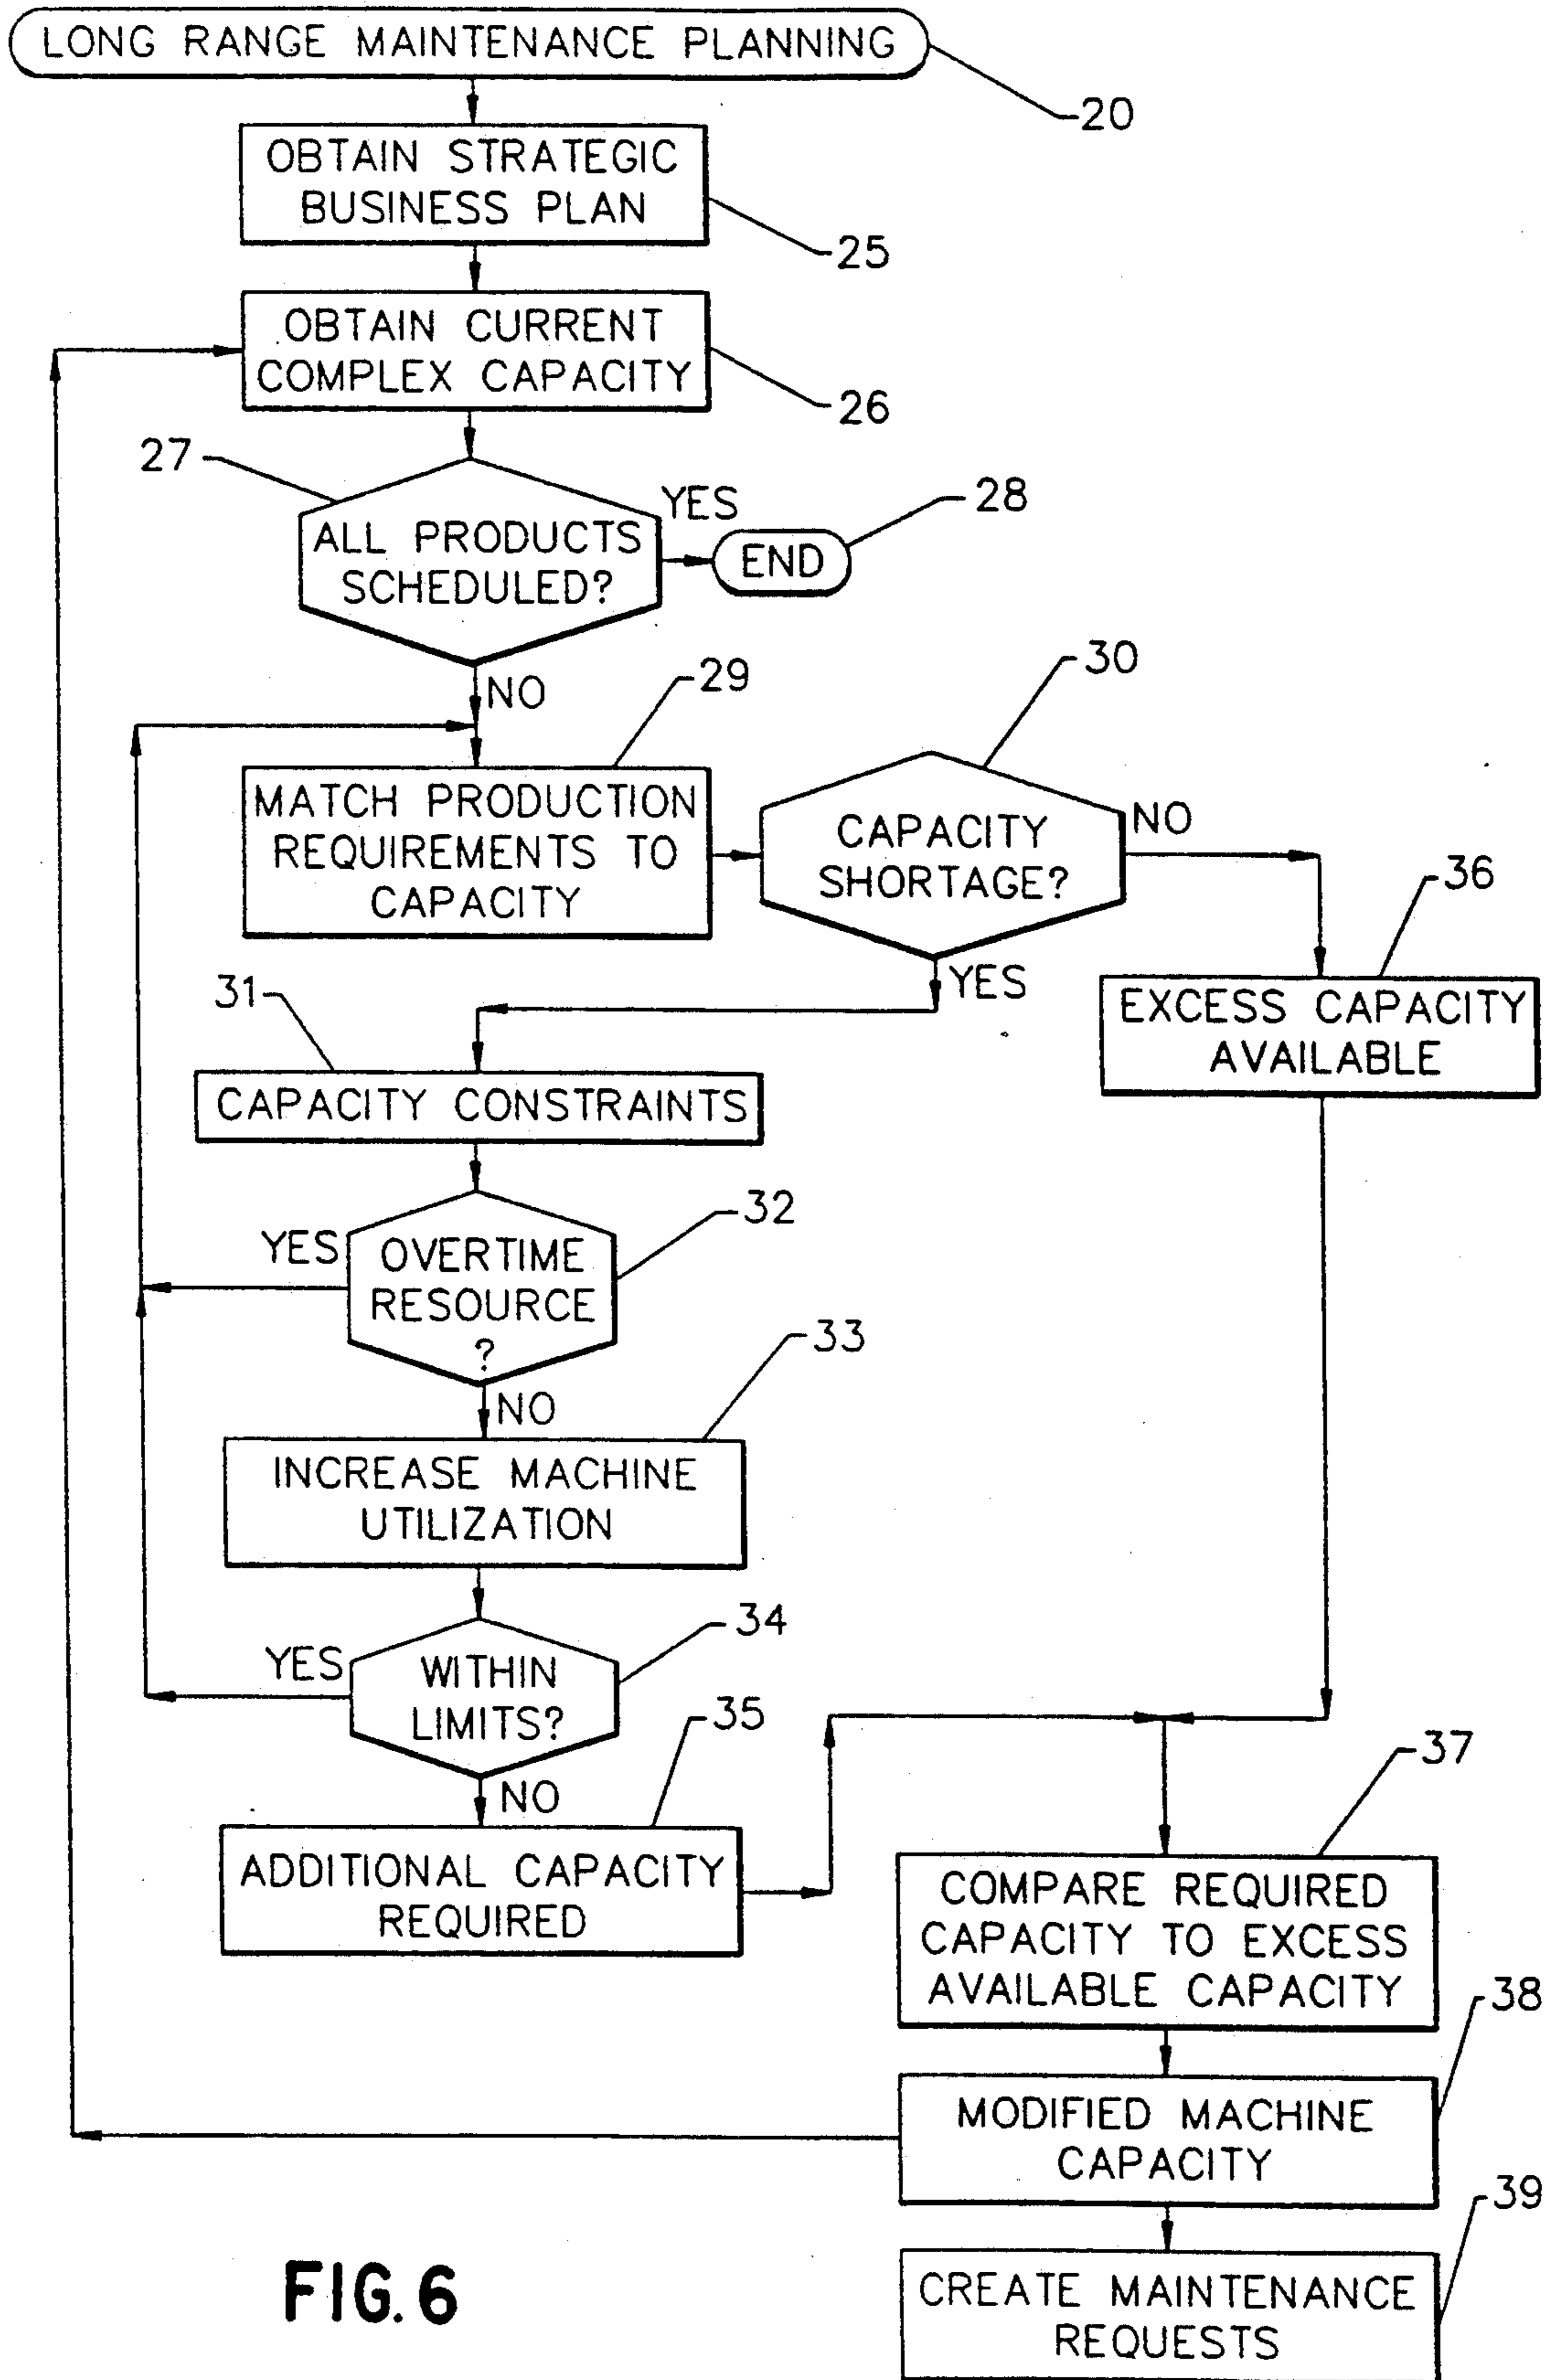 LONG RANGE MAINTENANCE PLANNING
20
OBTAIN STRATEGIC
BUSINESS PLAN
25
OBTAIN CURRENT
COMPLEX CAPACITY
26
27
ALL PRODUCTS
SCHEDULED?
YES
END
28
NO
29
MATCH PRODUCTION
REQUIREMENTS TO
CAPACITY
30
CAPACITY
SHORTAGE?
NO
YES
36
EXCESS CAPACITY
AVAILABLE
31
CAPACITY CONSTRAINTS
32
YES
OVERTIME
RESOURCE
?
NO
33
INCREASE MACHINE
UTILIZATION
34
YES
WITHIN
LIMITS?
NO
35
ADDITIONAL CAPACITY
REQUIRED
37
COMPARE REQUIRED
CAPACITY TO EXCESS
AVAILABLE CAPACITY
38
MODIFIED MACHINE
CAPACITY
39
CREATE MAINTENANCE
REQUESTS
FIG. 6